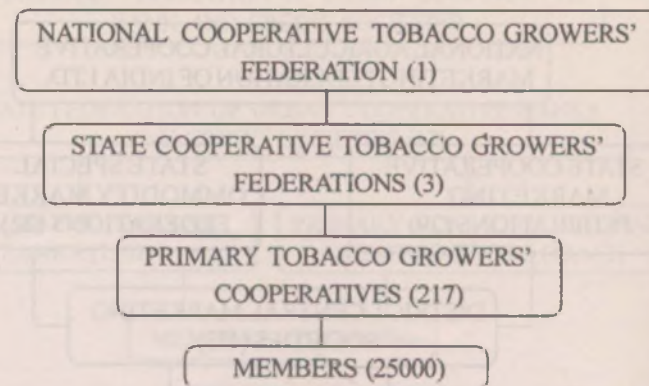 NATIONAL COOPERATIVE TOBACCO GROWERS'
FEDERATION (1)
STATE COOPERATIVE TOBACCO GROWERS'
FEDERATIONS (3)
PRIMARY TOBACCO GROWERS'
COOPERATIVES (217)
MEMBERS (25000)